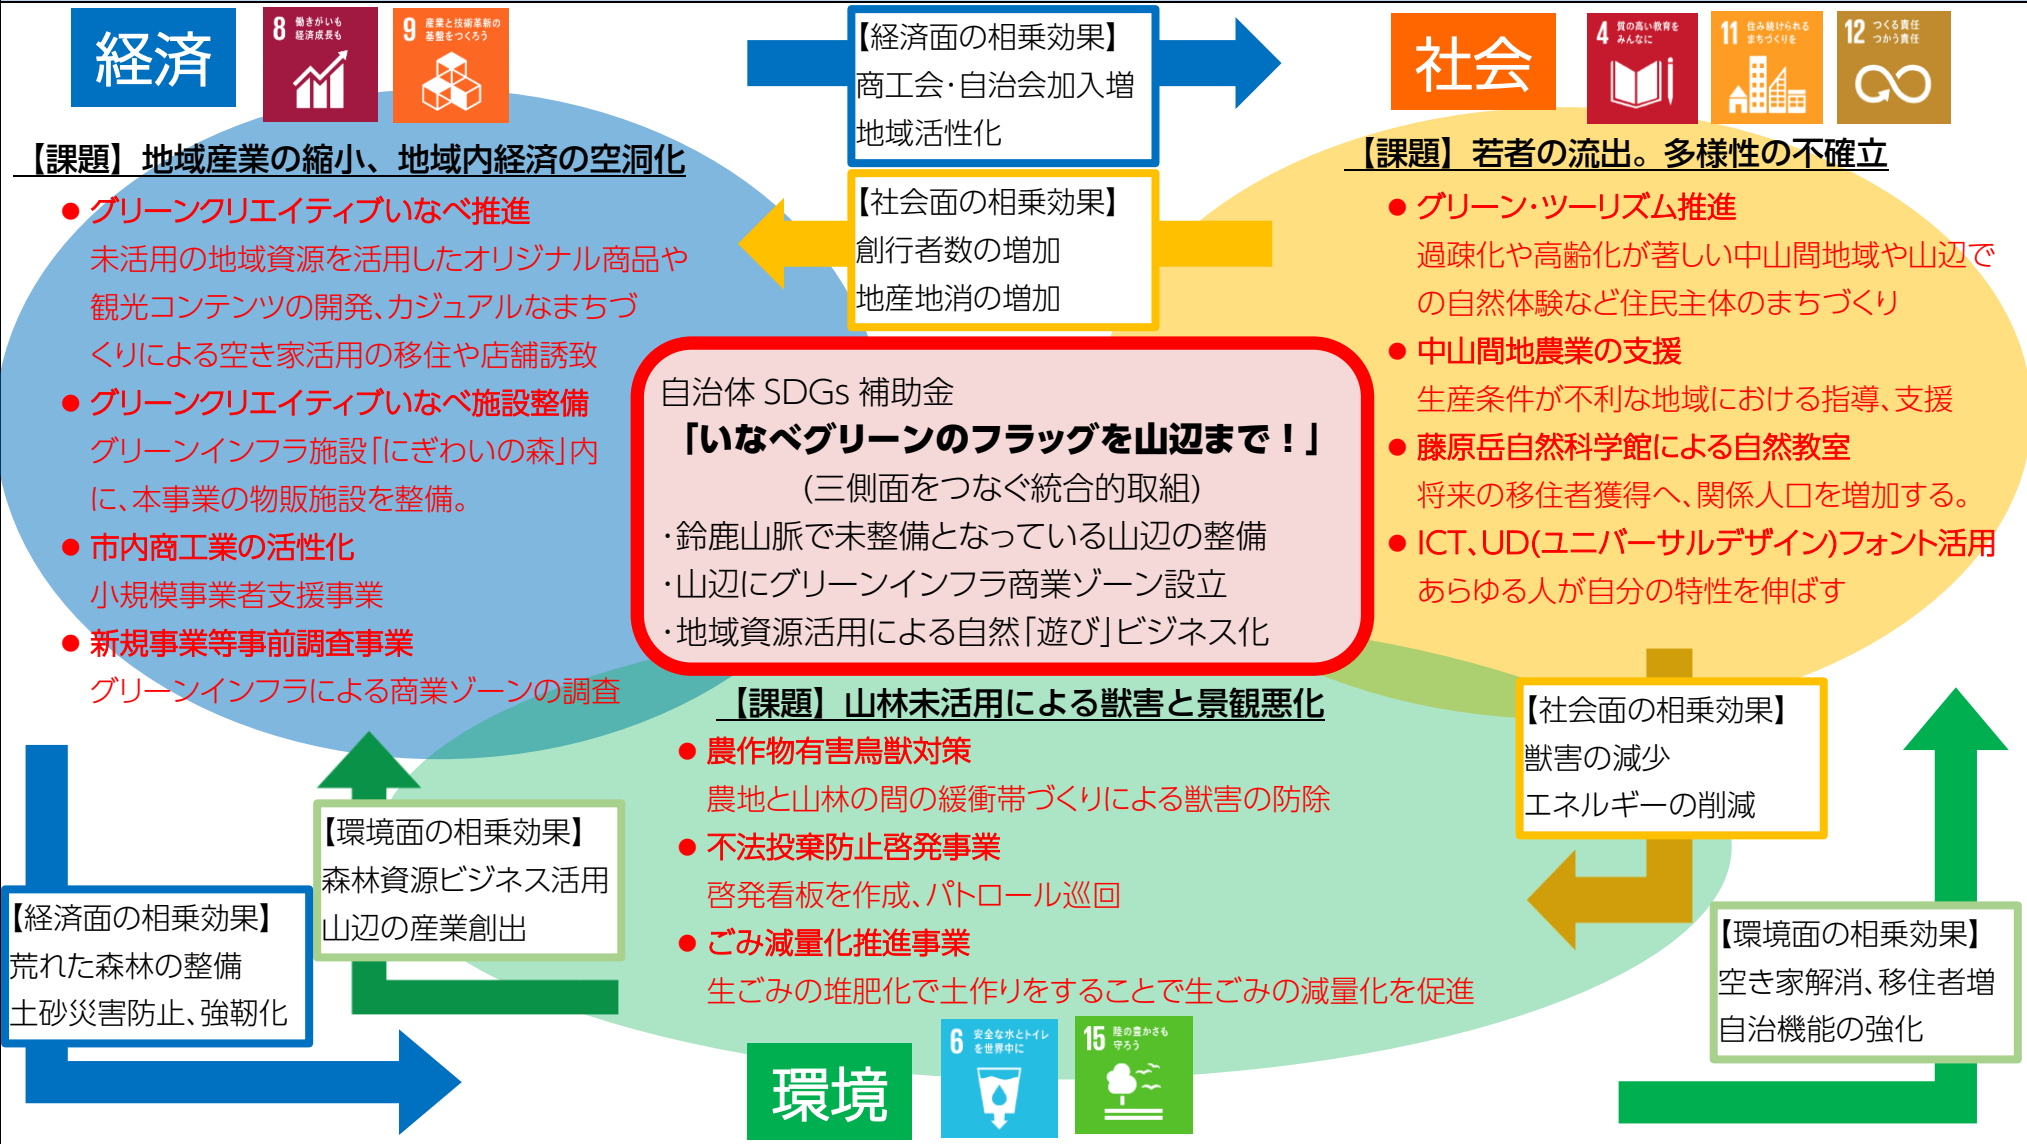 経済
8 働きがいも
経済成長も
9 産業と技術革新の
基盤をつくろう
【課題】地域産業の縮小、地域内経済の空洞化
● グリーンクリエイティブいなべ推進
未活用の地域資源を活用したオリジナル商品や
観光コンテンツの開発、カジュアルなまちづ
くりによる空き家活用の移住や店舗誘致
● グリーンクリエイティブいなべ施設整備
グリーンインフラ施設「にぎわいの森」内
に、本事業の物販施設を整備。
● 市内商工業の活性化
小規模事業者支援事業
● 新規事業等事前調査事業
グリーンインフラによる商業ゾーンの調査
【経済面の相乗効果】
商工会・自治会加入増
地域活性化
【社会面の相乗効果】
創行者数の増加
地産地消の増加
社会
4 質の高い教育を
みんなに
11 住み続けられる
まちづくりを
12 つくる責任
つかう責任
【課題】若者の流出。多様性の不確立
● グリーン・ツーリズム推進
過疎化や高齢化が著しい中山間地域や山辺で
の自然体験など住民主体のまちづくり
● 中山間地農業の支援
生産条件が不利な地域における指導、支援
● 藤原岳自然科学館による自然教室
将来の移住者獲得へ、関係人口を増加する。
● ICT、UD(ユニバーサルデザイン)フォント活用
あらゆる人が自分の特性を伸ばす
自治体 SDGs 補助金
「いなべグリーンのフラッグを山辺まで！」
(三側面をつなぐ統合的取組)
・鈴鹿山脈で未整備となっている山辺の整備
・山辺にグリーンインフラ商業ゾーン設立
・地域資源活用による自然「遊び」ビジネス化
【課題】山林未活用による獣害と景観悪化
● 農作物有害鳥獣対策
農地と山林の間の緩衝帯づくりによる獣害の防除
● 不法投棄防止啓発事業
啓発看板を作成、パトロール巡回
● ごみ減量化推進事業
生ごみの堆肥化で土作りをすることで生ごみの減量化を促進
環境
6 安全な水とトイレ
を世界中に
15 陸の豊かさも
守ろう
【環境面の相乗効果】
森林資源ビジネス活用
山辺の産業創出
【経済面の相乗効果】
荒れた森林の整備
土砂災害防止、強靭化
【社会面の相乗効果】
獣害の減少
エネルギーの削減
【環境面の相乗効果】
空き家解消、移住者増
自治機能の強化